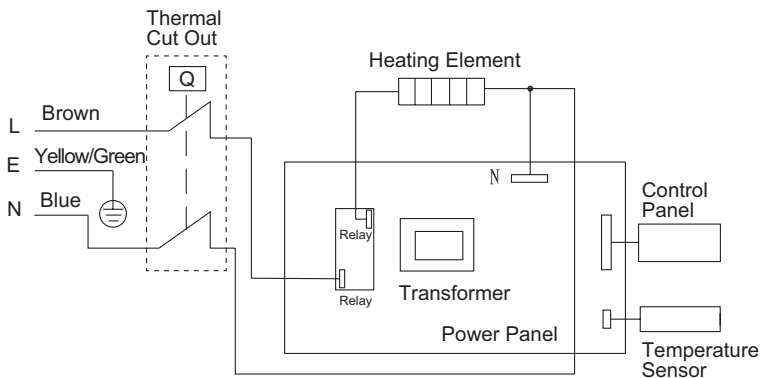 Thermal
Cut Out
Q
Heating Element
L
Brown
E
Yellow/Green
N
Blue
N
Control
Panel
Relay
Relay
Transformer
Power Panel
Temperature
Sensor